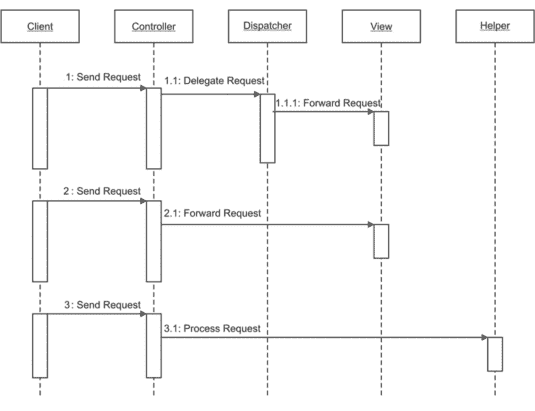 Client
Controller
Dispatcher
View
Helper
1: Send Request
1.1: Delegate Request
1.1.1: Forward Request
2: Send Request
2.1: Forward Request
3: Send Request
3.1: Process Request